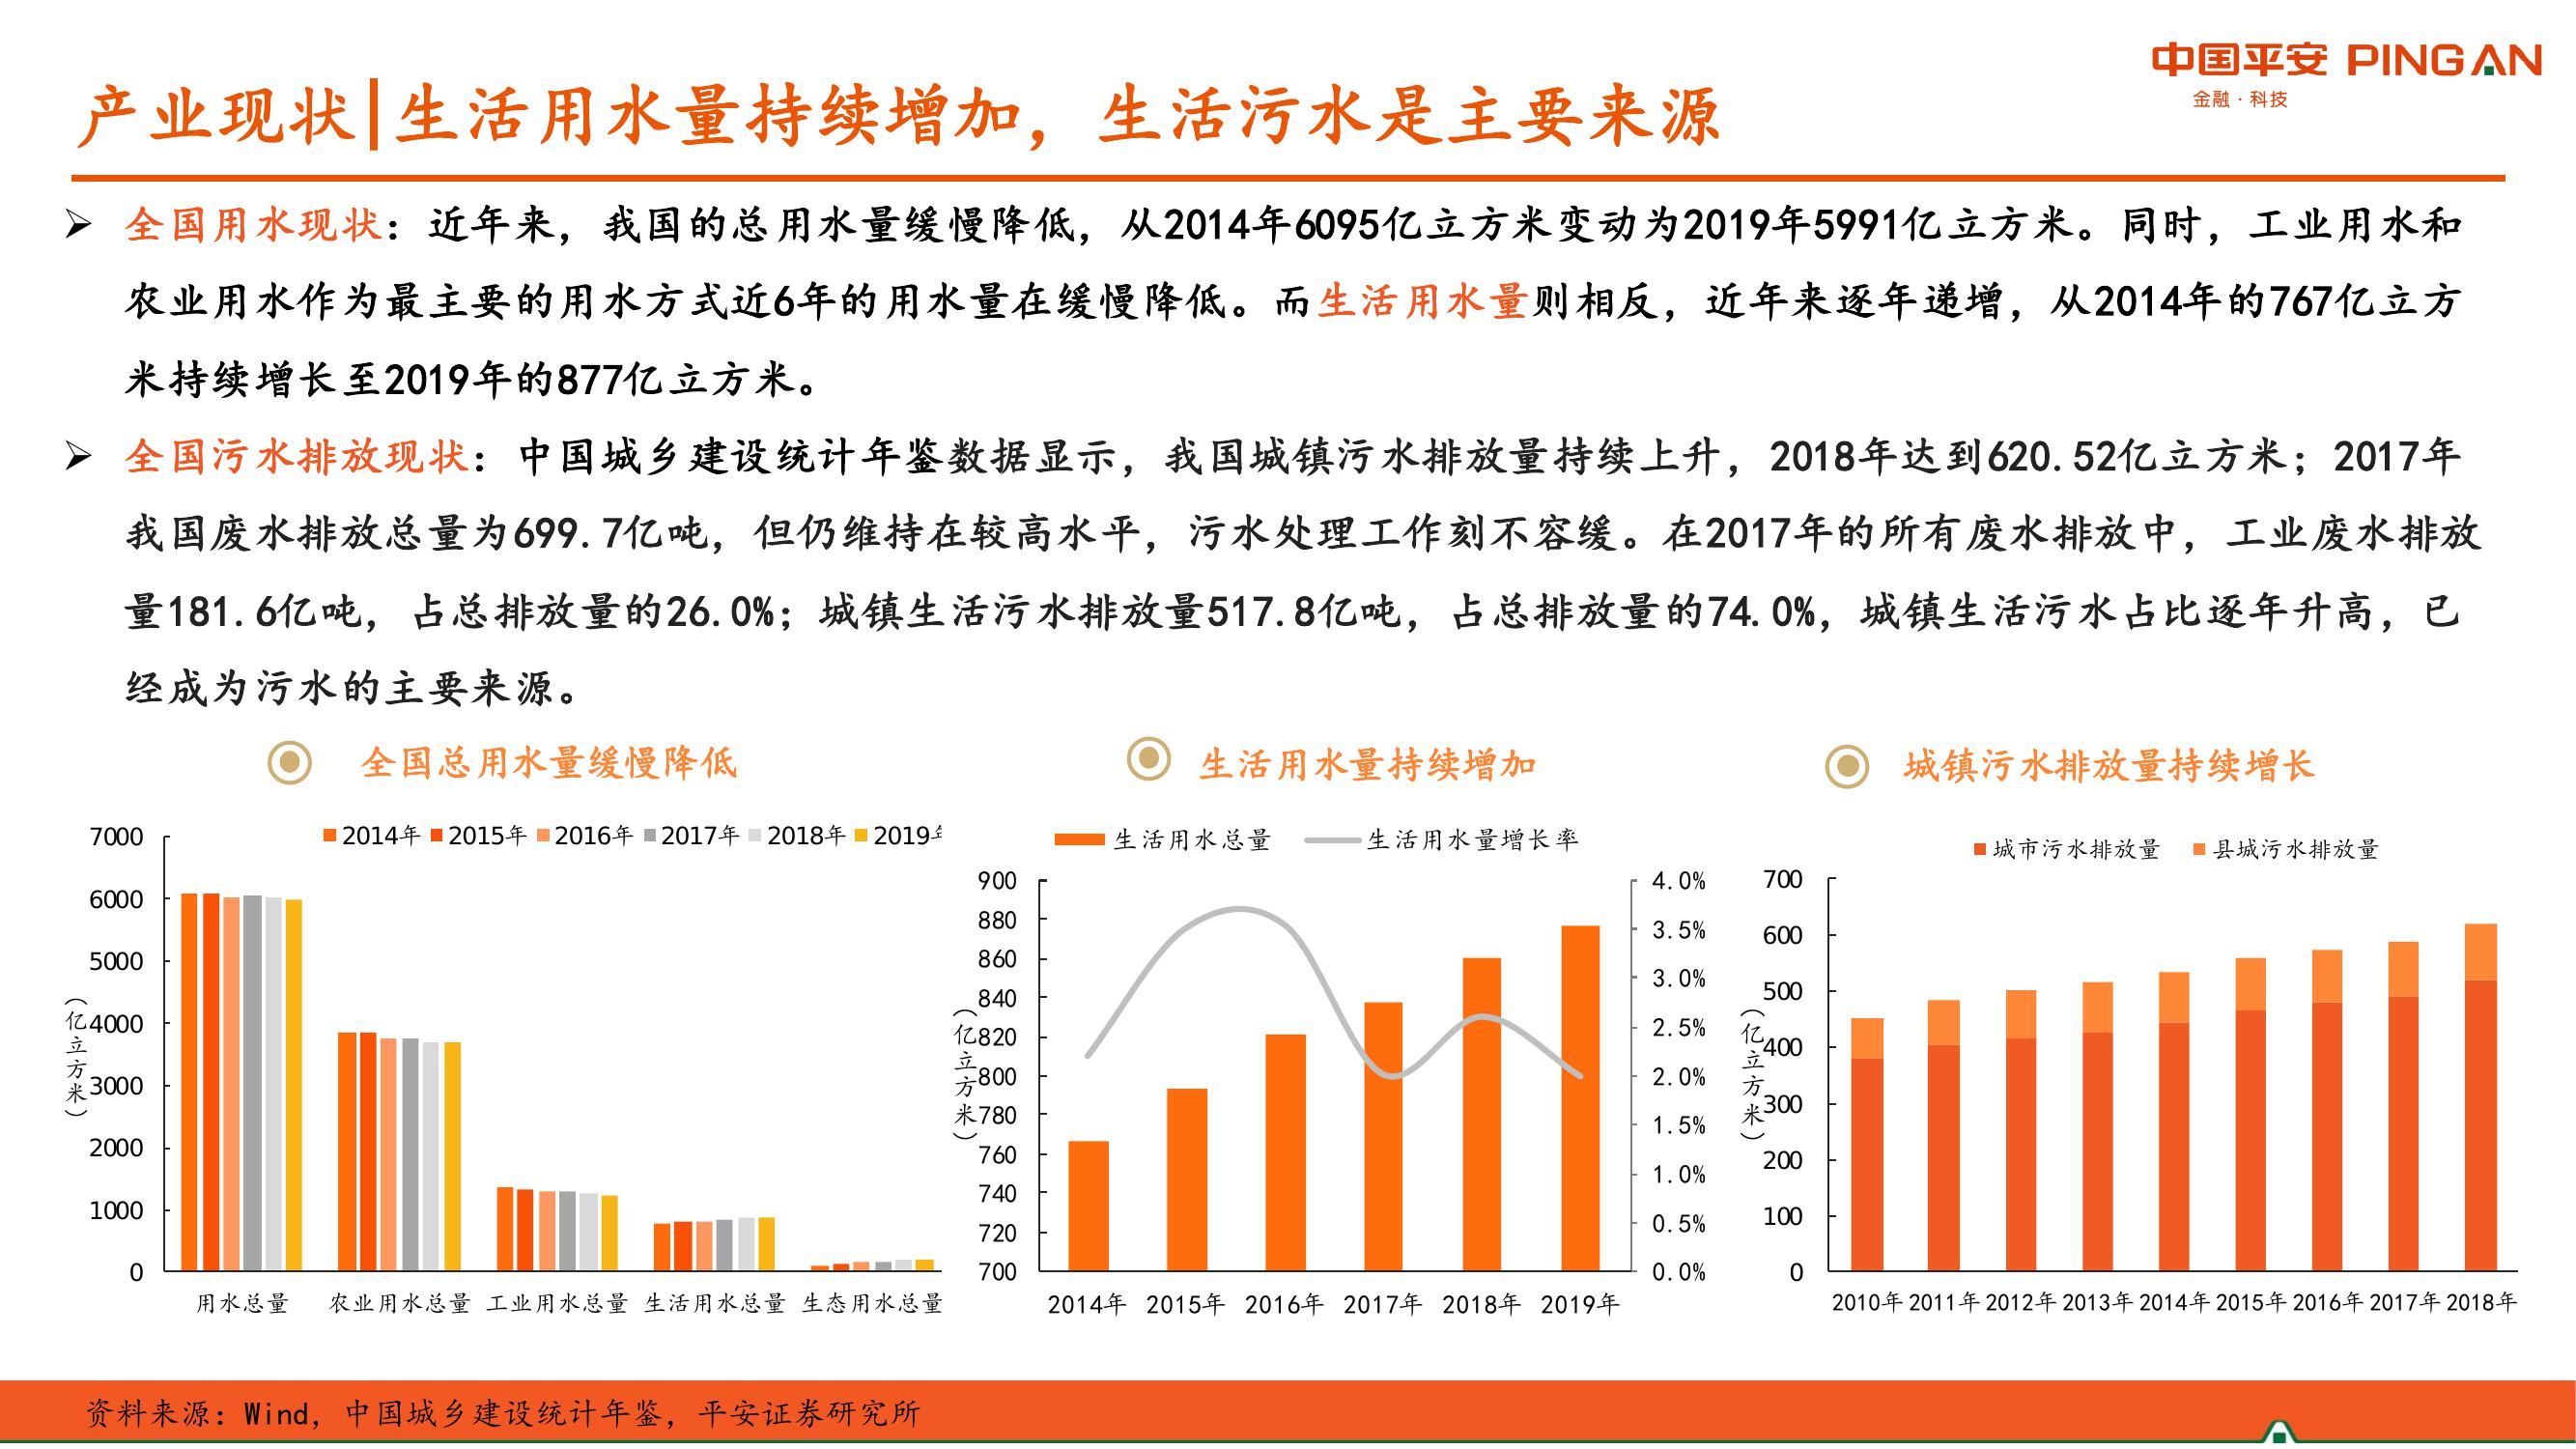 中国平安 PINGAN
金融·科技
产业现状|生活用水量持续增加，生活污水是主要来源
➢ 全国用水现状：近年来，我国的总用水量缓慢降低，从2014年6095亿立方米变动为2019年5991亿立方米。同时，工业用水和
农业用水作为最主要的用水方式近6年的用水量在缓慢降低。而生活用水量则相反，近年来逐年递增，从2014年的767亿立方
米持续增长至2019年的877亿立方米。
➢ 全国污水排放现状：中国城乡建设统计年鉴数据显示，我国城镇污水排放量持续上升，2018年达到620.52亿立方米；2017年
我国废水排放总量为699.7亿吨，但仍维持在较高水平，污水处理工作刻不容缓。在2017年的所有废水排放中，工业废水排放
量181.6亿吨，占总排放量的26.0%；城镇生活污水排放量517.8亿吨，占总排放量的74.0%，城镇生活污水占比逐年升高，已
经成为污水的主要来源。
全国总用水量缓慢降低
2014年 2015年 2016年 2017年 2018年 2019年
（亿立方米）
7000
6000
5000
4000
3000
2000
1000
0
用水总量 农业用水总量 工业用水总量 生活用水总量 生态用水总量
生活用水量持续增加
生活用水总量 生活用水量增长率
（亿立方米）
900
880
860
840
820
800
780
760
740
720
700
4.0%
3.5%
3.0%
2.5%
2.0%
1.5%
1.0%
0.5%
0.0%
2014年 2015年 2016年 2017年 2018年 2019年
城镇污水排放量持续增长
城市污水排放量 县城污水排放量
（亿立方米）
700
600
500
400
300
200
100
0
2010年 2011年 2012年 2013年 2014年 2015年 2016年 2017年 2018年
资料来源：Wind，中国城乡建设统计年鉴，平安证券研究所